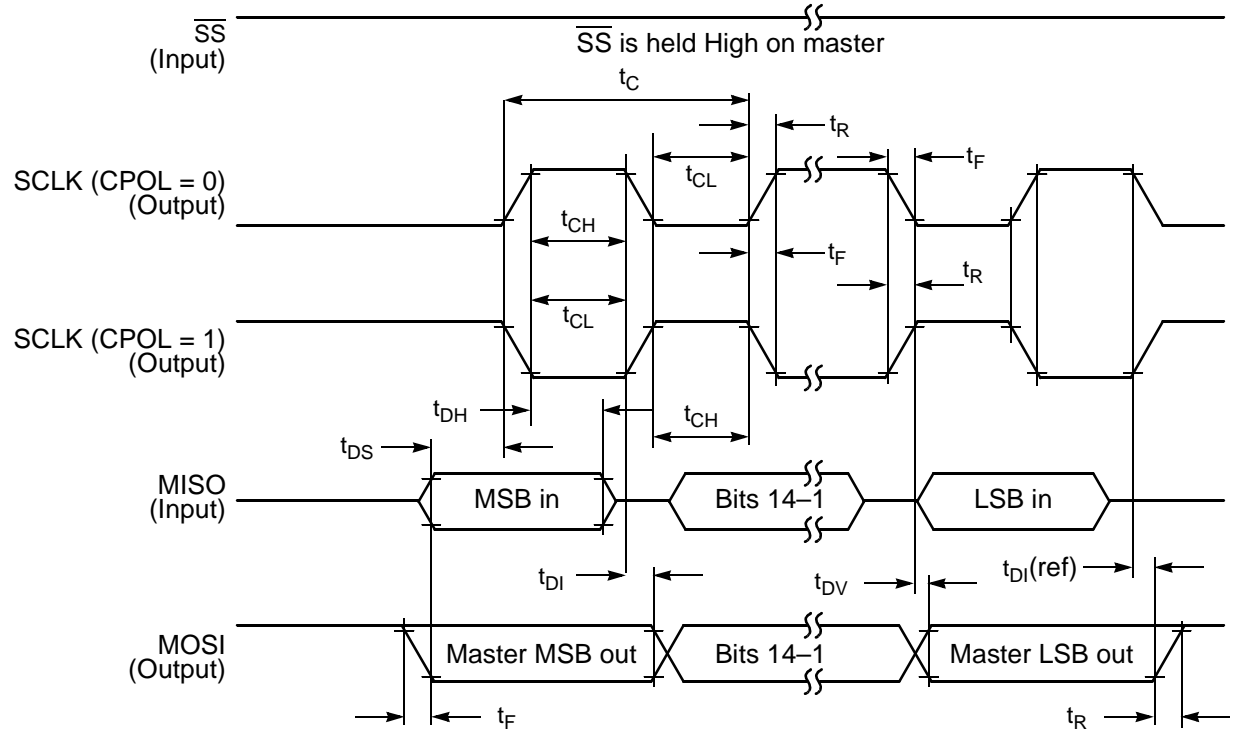 SS
(Input)
SS is held High on master
tC
tR
tF
SCLK (CPOL = 0)
(Output)
tCL
tCH
tF
tR
tCL
SCLK (CPOL = 1)
(Output)
tDH
tCH
tDS
MISO
(Input)
MSB in
Bits 14–1
LSB in
tDI
tDV
tDI(ref)
MOSI
(Output)
Master MSB out
Bits 14–1
Master LSB out
tF
tR